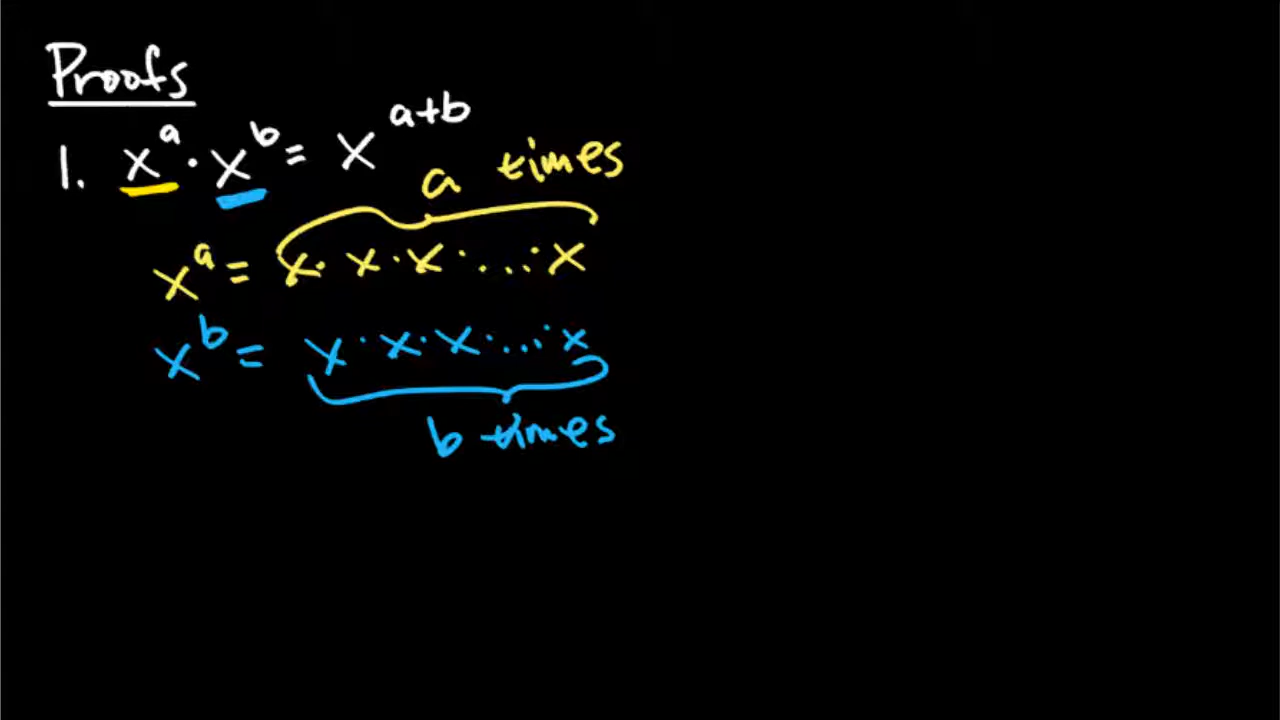 Proofs
1. xᵃ · xᵇ = x^(a+b)
a times
xᵃ = x · x · x · ... · x
xᵇ = x · x · x · ... · x
b times